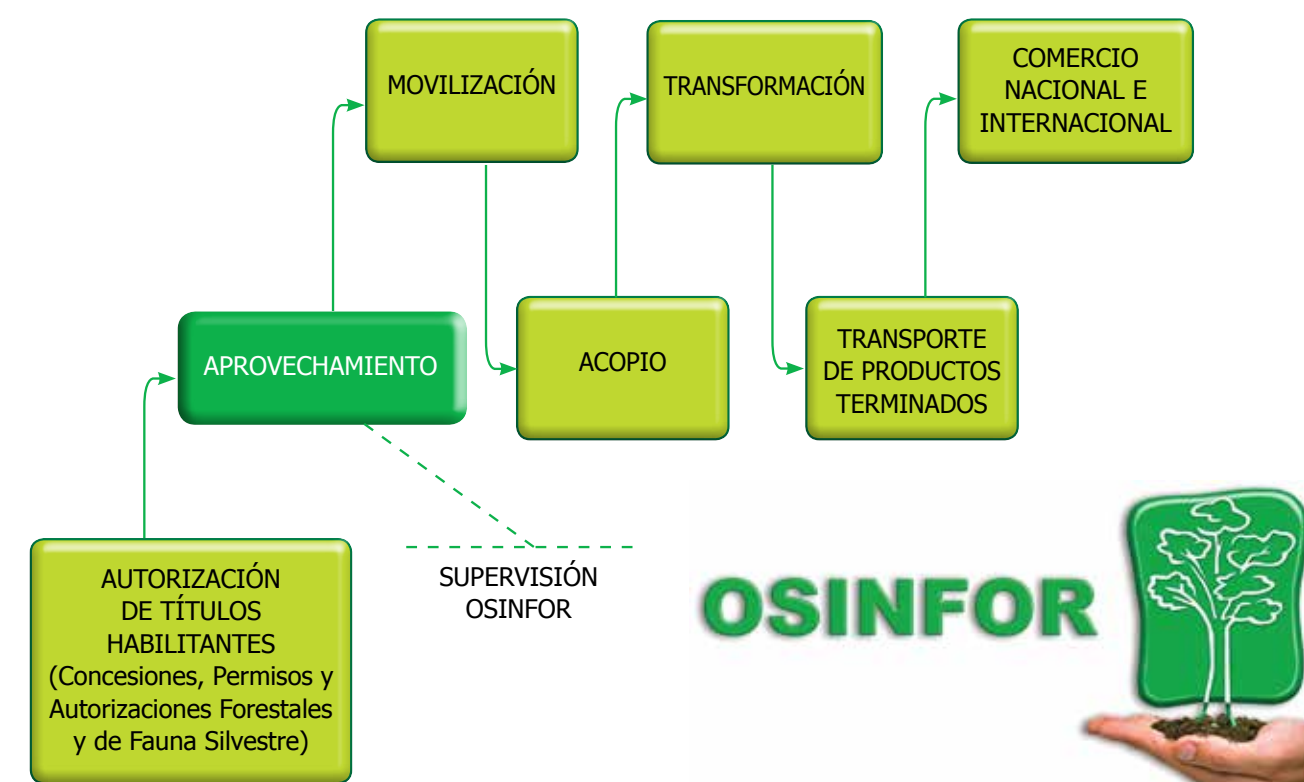 AUTORIZACIÓN
DE TÍTULOS
HABILITANTES
(Concesiones, Permisos y
Autorizaciones Forestales
y de Fauna Silvestre)
APROVECHAMIENTO
SUPERVISIÓN
OSINFOR
MOVILIZACIÓN
ACOPIO
TRANSFORMACIÓN
TRANSPORTE
DE PRODUCTOS
TERMINADOS
COMERCIO
NACIONAL E
INTERNACIONAL
OSINFOR